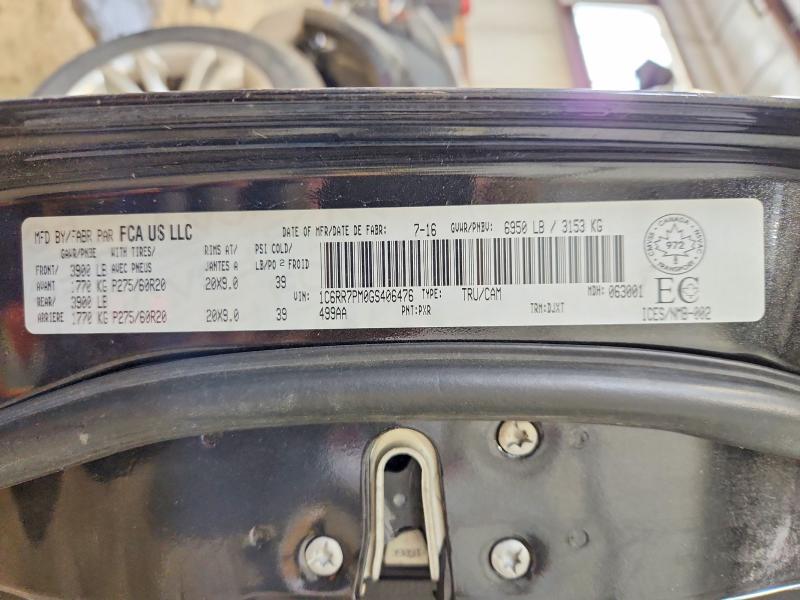 MFD BY/FABR PAR FCA US LLC DATE OF MFR/DATE DE FABR: 7-16 GVWR/PNBV: 6950 LB / 3153 KG
GAWR/PNBE WITH TIRES/ RIMS AT/ PSI COLD/
FRONT/ 3900 LB AVEC PNEUS JANTES A LB/PO² FROID
AVANT 1770 KG P275/60R20 20X9.0 39
REAR/ 3900 LB VIN: 1C6RR7PM0GS406476 TYPE: TRU/CAM MDH: 063001
ARRIERE 1770 KG P275/60R20 20X9.0 39 499AA PNT:PXR TRM:DJXT
CANADA
972
TRANSPORT
EC
ICES/NMB-002